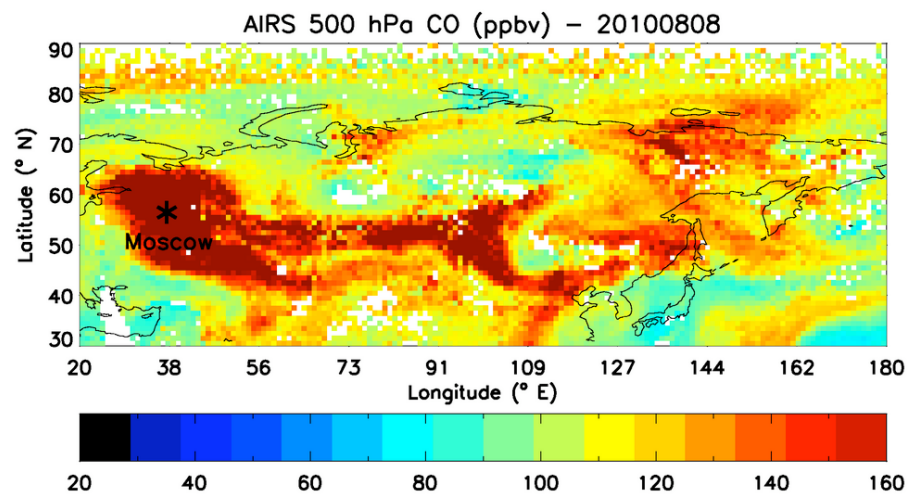 AIRS 500 hPa CO (ppbv) – 20100808
90
80
70
60
50
40
30
Latitude (° N)
Moscow
20 38 56 73 91 109 127 144 162 180
Longitude (° E)
20 40 60 80 100 120 140 160